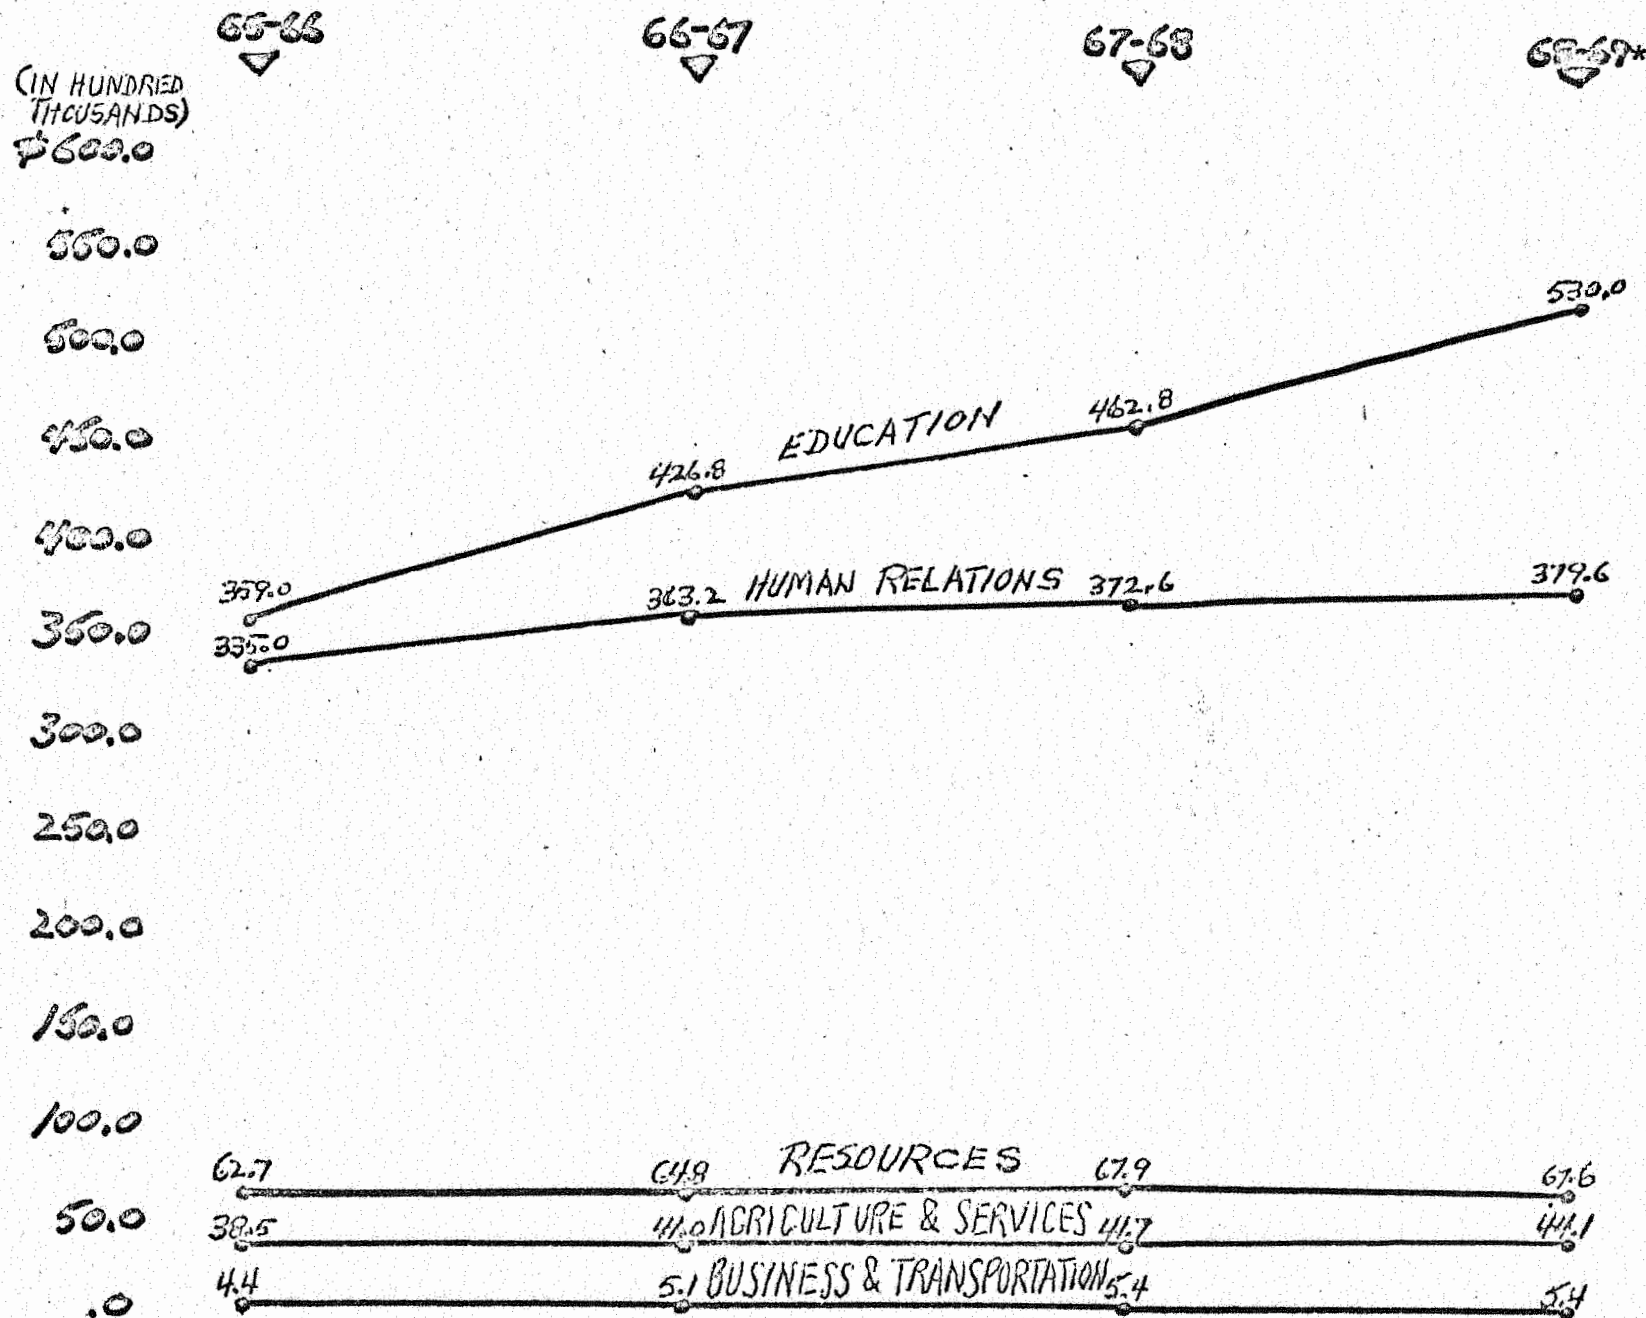 65-66 66-67 67-68 68-69*
(IN HUNDRED
THOUSANDS)
$600.0
550.0
530.0
500.0
462.8
450.0
EDUCATION
426.8
400.0
359.0 363.2 HUMAN RELATIONS 372.6 379.6
350.0
335.0
300.0
250.0
200.0
150.0
100.0
62.7 64.8 RESOURCES 67.9 67.6
50.0
38.5 41.0 AGRICULTURE & SERVICES 41.7
4.4 5.1 BUSINESS & TRANSPORTATION 5.4 5.4
.0